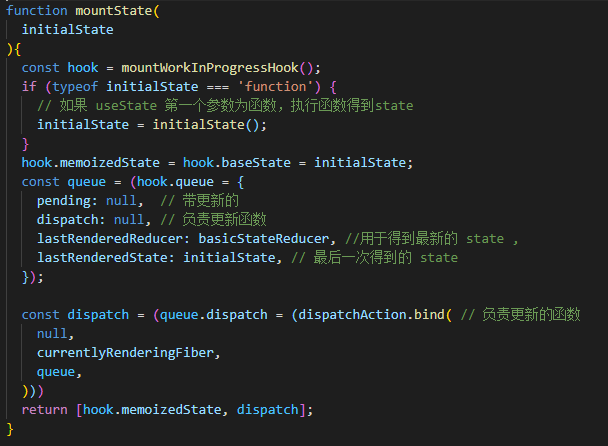 function mountState(
  initialState
){
  const hook = mountWorkInProgressHook();
  if (typeof initialState === 'function') {
    // 如果 useState 第一个参数为函数，执行函数得到state
    initialState = initialState();
  }
  hook.memoizedState = hook.baseState = initialState;
  const queue = (hook.queue = {
    pending: null,  // 带更新的
    dispatch: null, // 负责更新函数
    lastRenderedReducer: basicStateReducer, //用于得到最新的 state ,
    lastRenderedState: initialState, // 最后一次得到的 state
  });

  const dispatch = (queue.dispatch = (dispatchAction.bind( // 负责更新的函数
    null,
    currentlyRenderingFiber,
    queue,
  )))
  return [hook.memoizedState, dispatch];
}